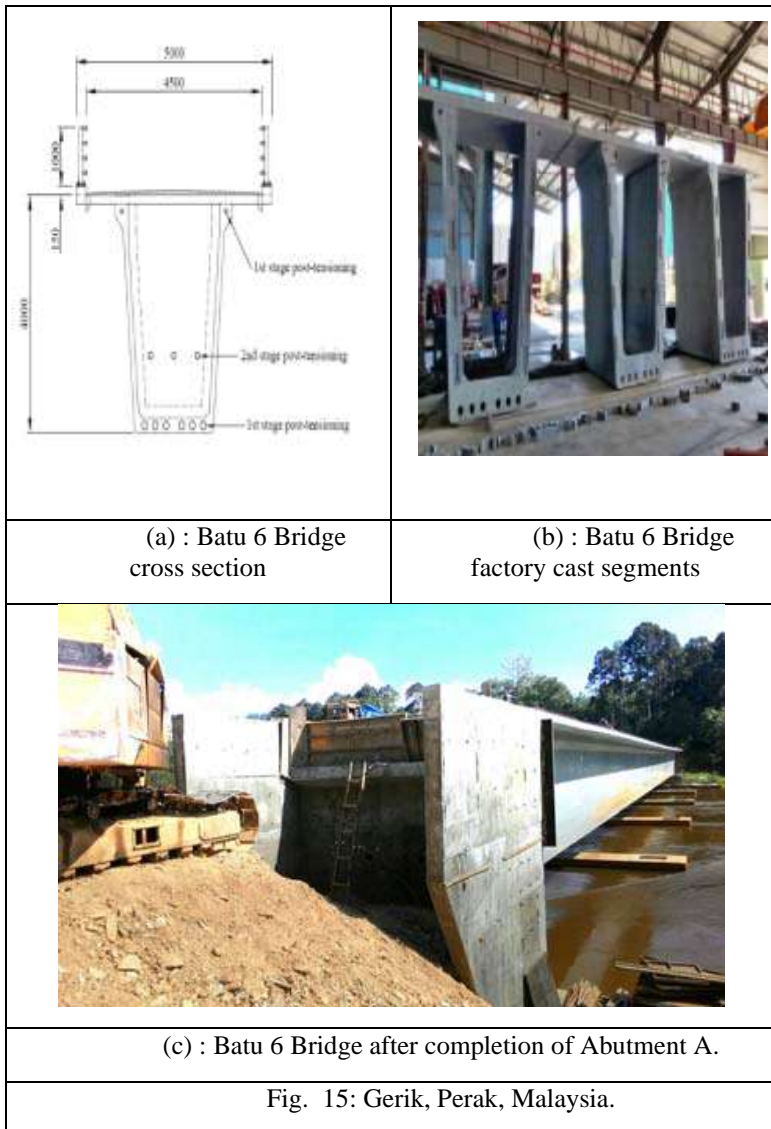 5000
4500
1000
150
4000
1st stage post-tensioning
2nd stage post-tensioning
1st stage post-tensioning
(a) : Batu 6 Bridge
cross section
(b) : Batu 6 Bridge
factory cast segments
(c) : Batu 6 Bridge after completion of Abutment A.
Fig. 15: Gerik, Perak, Malaysia.